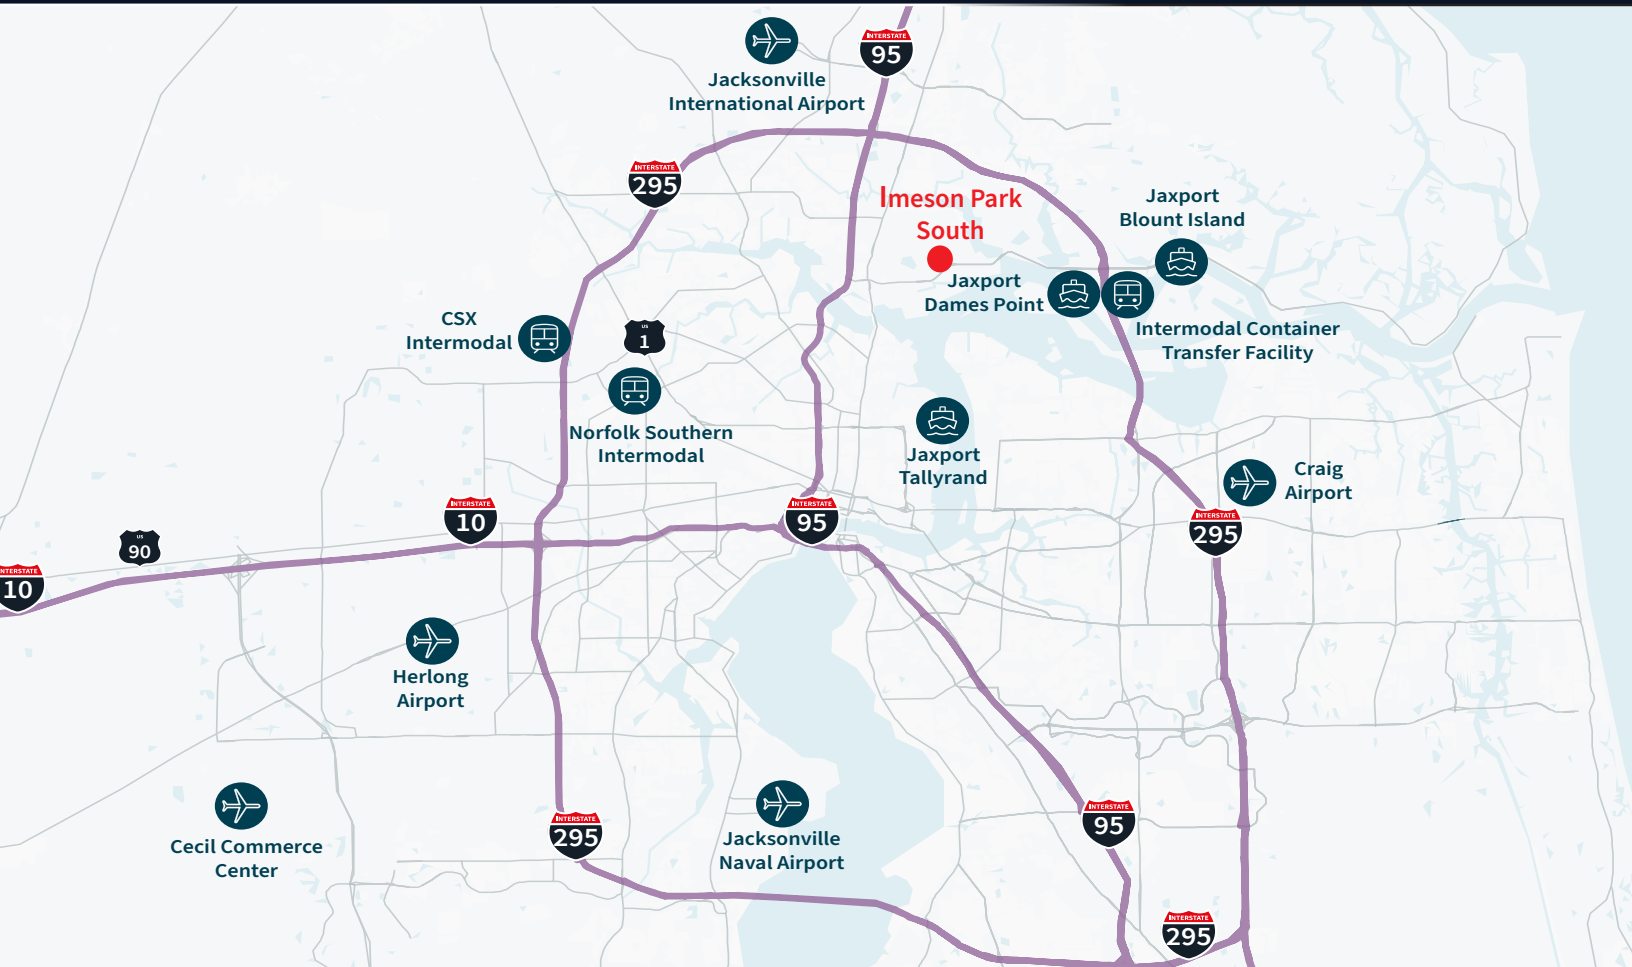 Jacksonville
International Airport
INTERSTATE
95
INTERSTATE
295
Imeson Park
South
Jaxport
Blount Island
Jaxport
Dames Point
Intermodal Container
Transfer Facility
CSX
Intermodal
US
1
Norfolk Southern
Intermodal
Jaxport
Tallyrand
Craig
Airport
INTERSTATE
10
INTERSTATE
95
INTERSTATE
295
US
90
INTERSTATE
10
Herlong
Airport
Cecil Commerce
Center
INTERSTATE
295
Jacksonville
Naval Airport
INTERSTATE
95
INTERSTATE
295